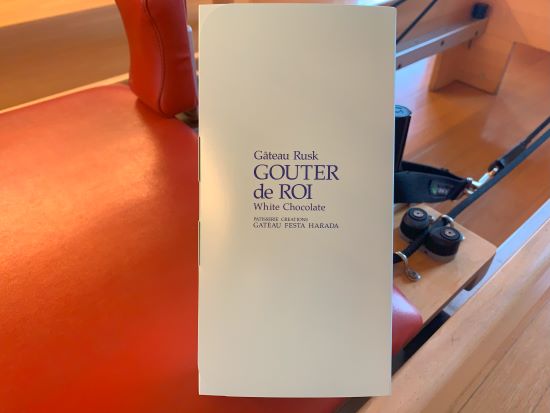 Gâteau Rusk
GOUTER
de ROI
White Chocolate
PATISSERIE CREATIONS
GATEAU FESTA HARADA